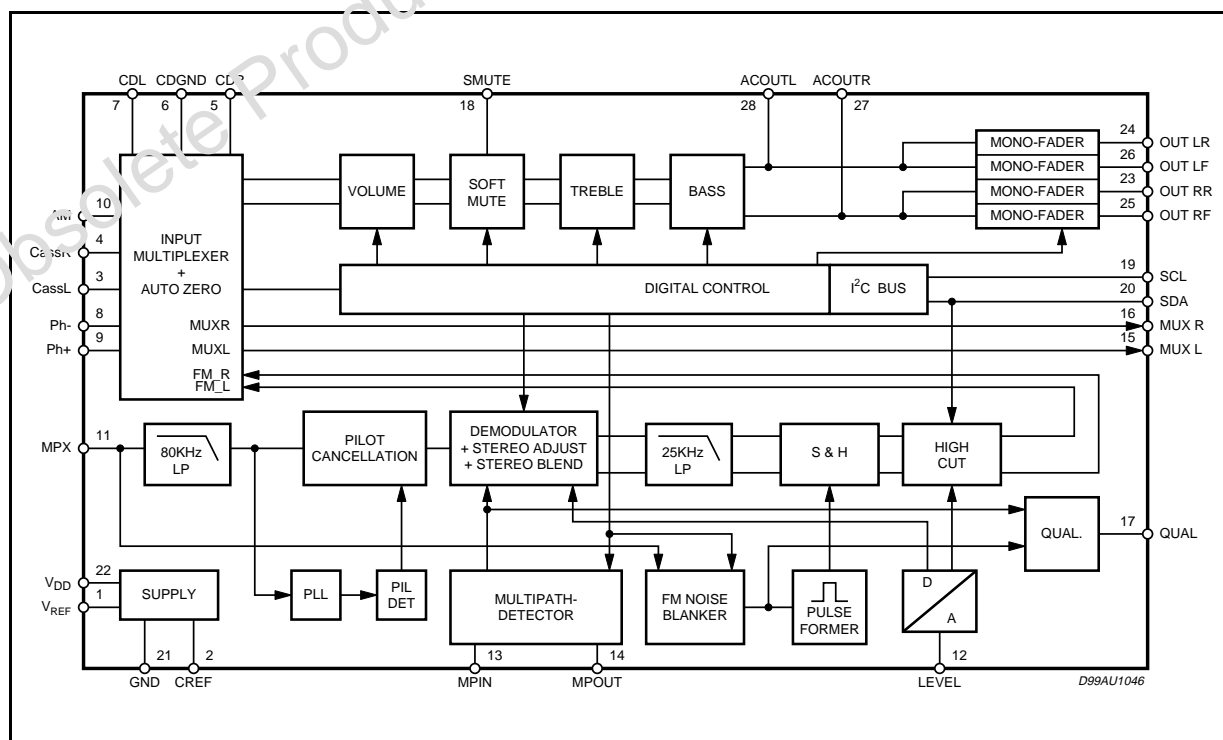 Obsolete Produ
CDL CDGND CDR SMUTE ACOUTL ACOUTR
7 6 5 18 28 27
24
MONO-FADER OUT LR
26
MONO-FADER OUT LF
23
MONO-FADER OUT RR
25
MONO-FADER OUT RF
VOLUME
SOFT
MUTE
TREBLE
BASS
10
AM
4
CassR
3
CassL
8
Ph-
9
Ph+
INPUT
MULTIPLEXER
+
AUTO ZERO
MUXR
MUXL
FM_R
FM_L
DIGITAL CONTROL
I²C BUS
19
SCL
20
SDA
16
MUX R
15
MUX L
11
MPX
80KHz
LP
PILOT
CANCELLATION
DEMODULATOR
+ STEREO ADJUST
+ STEREO BLEND
25KHz
LP
S & H
HIGH
CUT
QUAL.
17
QUAL
22
VDD
1
VREF
SUPPLY
PLL
PIL
DET
MULTIPATH-
DETECTOR
FM NOISE
BLANKER
PULSE
FORMER
D
A
21 2 13 14 12
GND CREF MPIN MPOUT LEVEL
D99AU1046